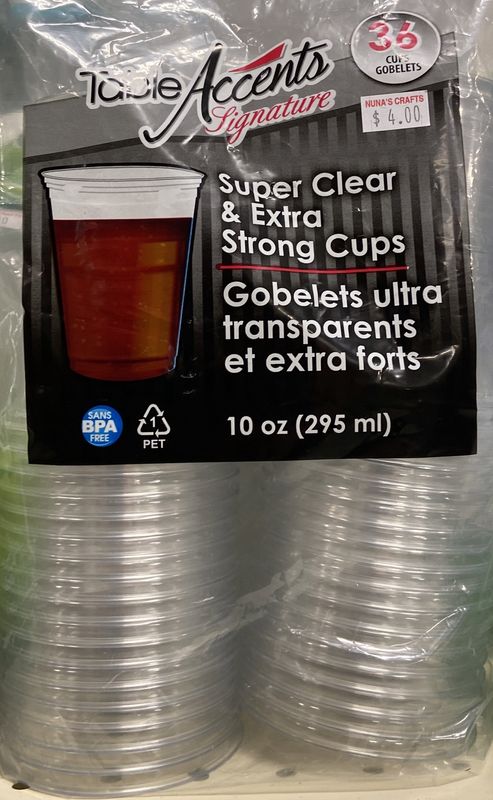 36
CUPS
GOBELETS
Table Accents
Signature
NUNA'S CRAFTS
$ 4.00
Super Clear
& Extra
Strong Cups
Gobelets ultra
transparents
et extra forts
SANS
BPA
FREE
1
PET
10 oz (295 ml)